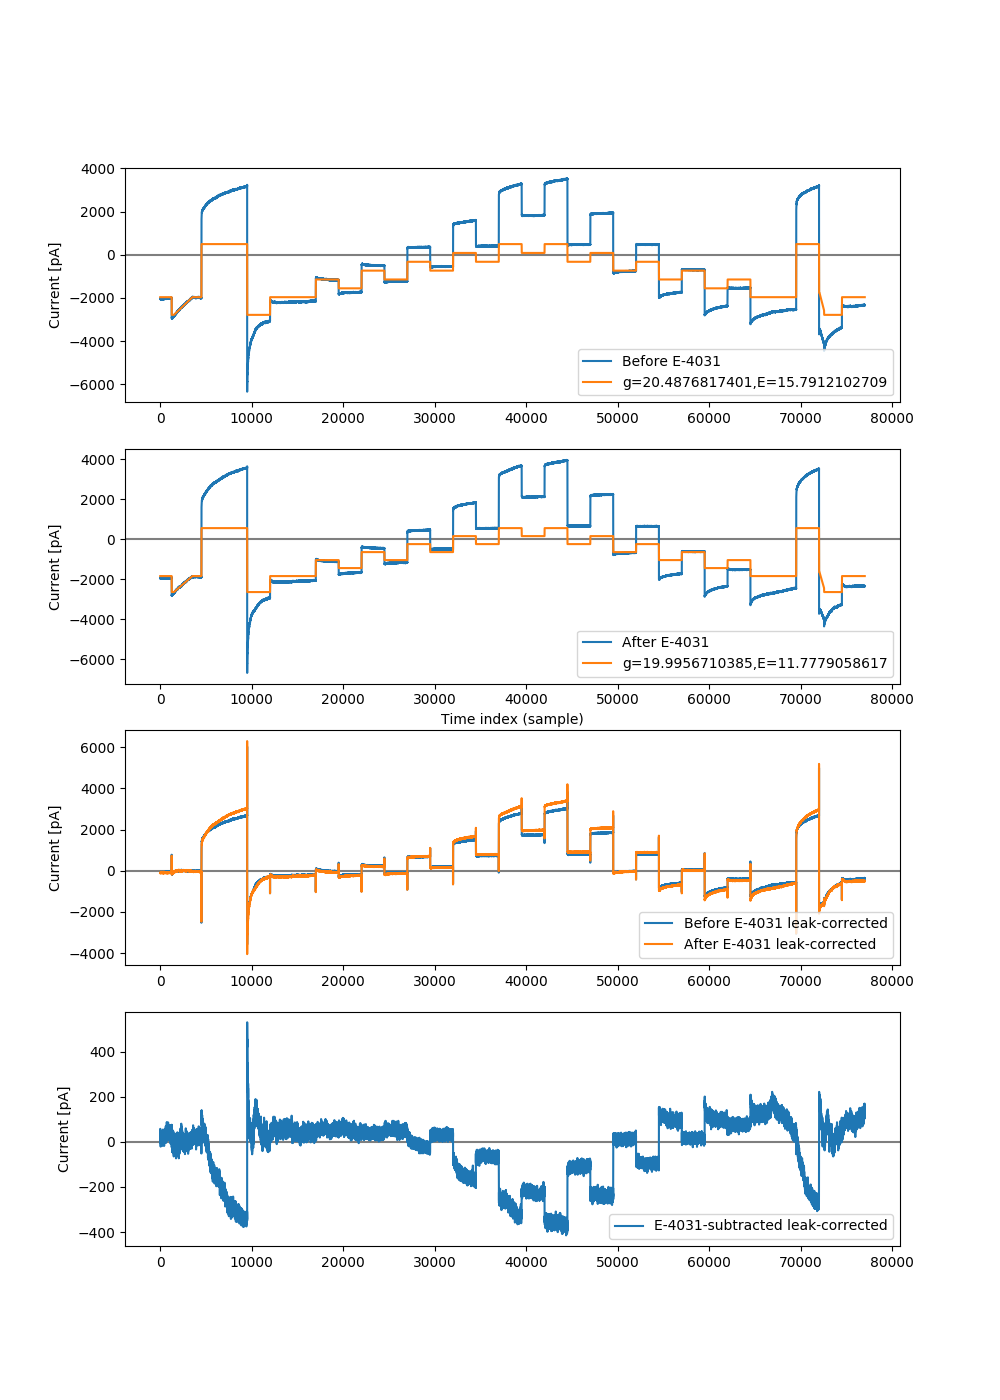 4000
2000
0
−2000
−4000
−6000
Current [pA]
Before E-4031
g=20.4876817401,E=15.7912102709
0 10000 20000 30000 40000 50000 60000 70000 80000
4000
2000
0
−2000
−4000
−6000
Current [pA]
After E-4031
g=19.9956710385,E=11.7779058617
0 10000 20000 30000 40000 50000 60000 70000 80000
Time index (sample)
6000
4000
2000
0
−2000
−4000
Current [pA]
Before E-4031 leak-corrected
After E-4031 leak-corrected
0 10000 20000 30000 40000 50000 60000 70000 80000
400
200
0
−200
−400
Current [pA]
E-4031-subtracted leak-corrected
0 10000 20000 30000 40000 50000 60000 70000 80000